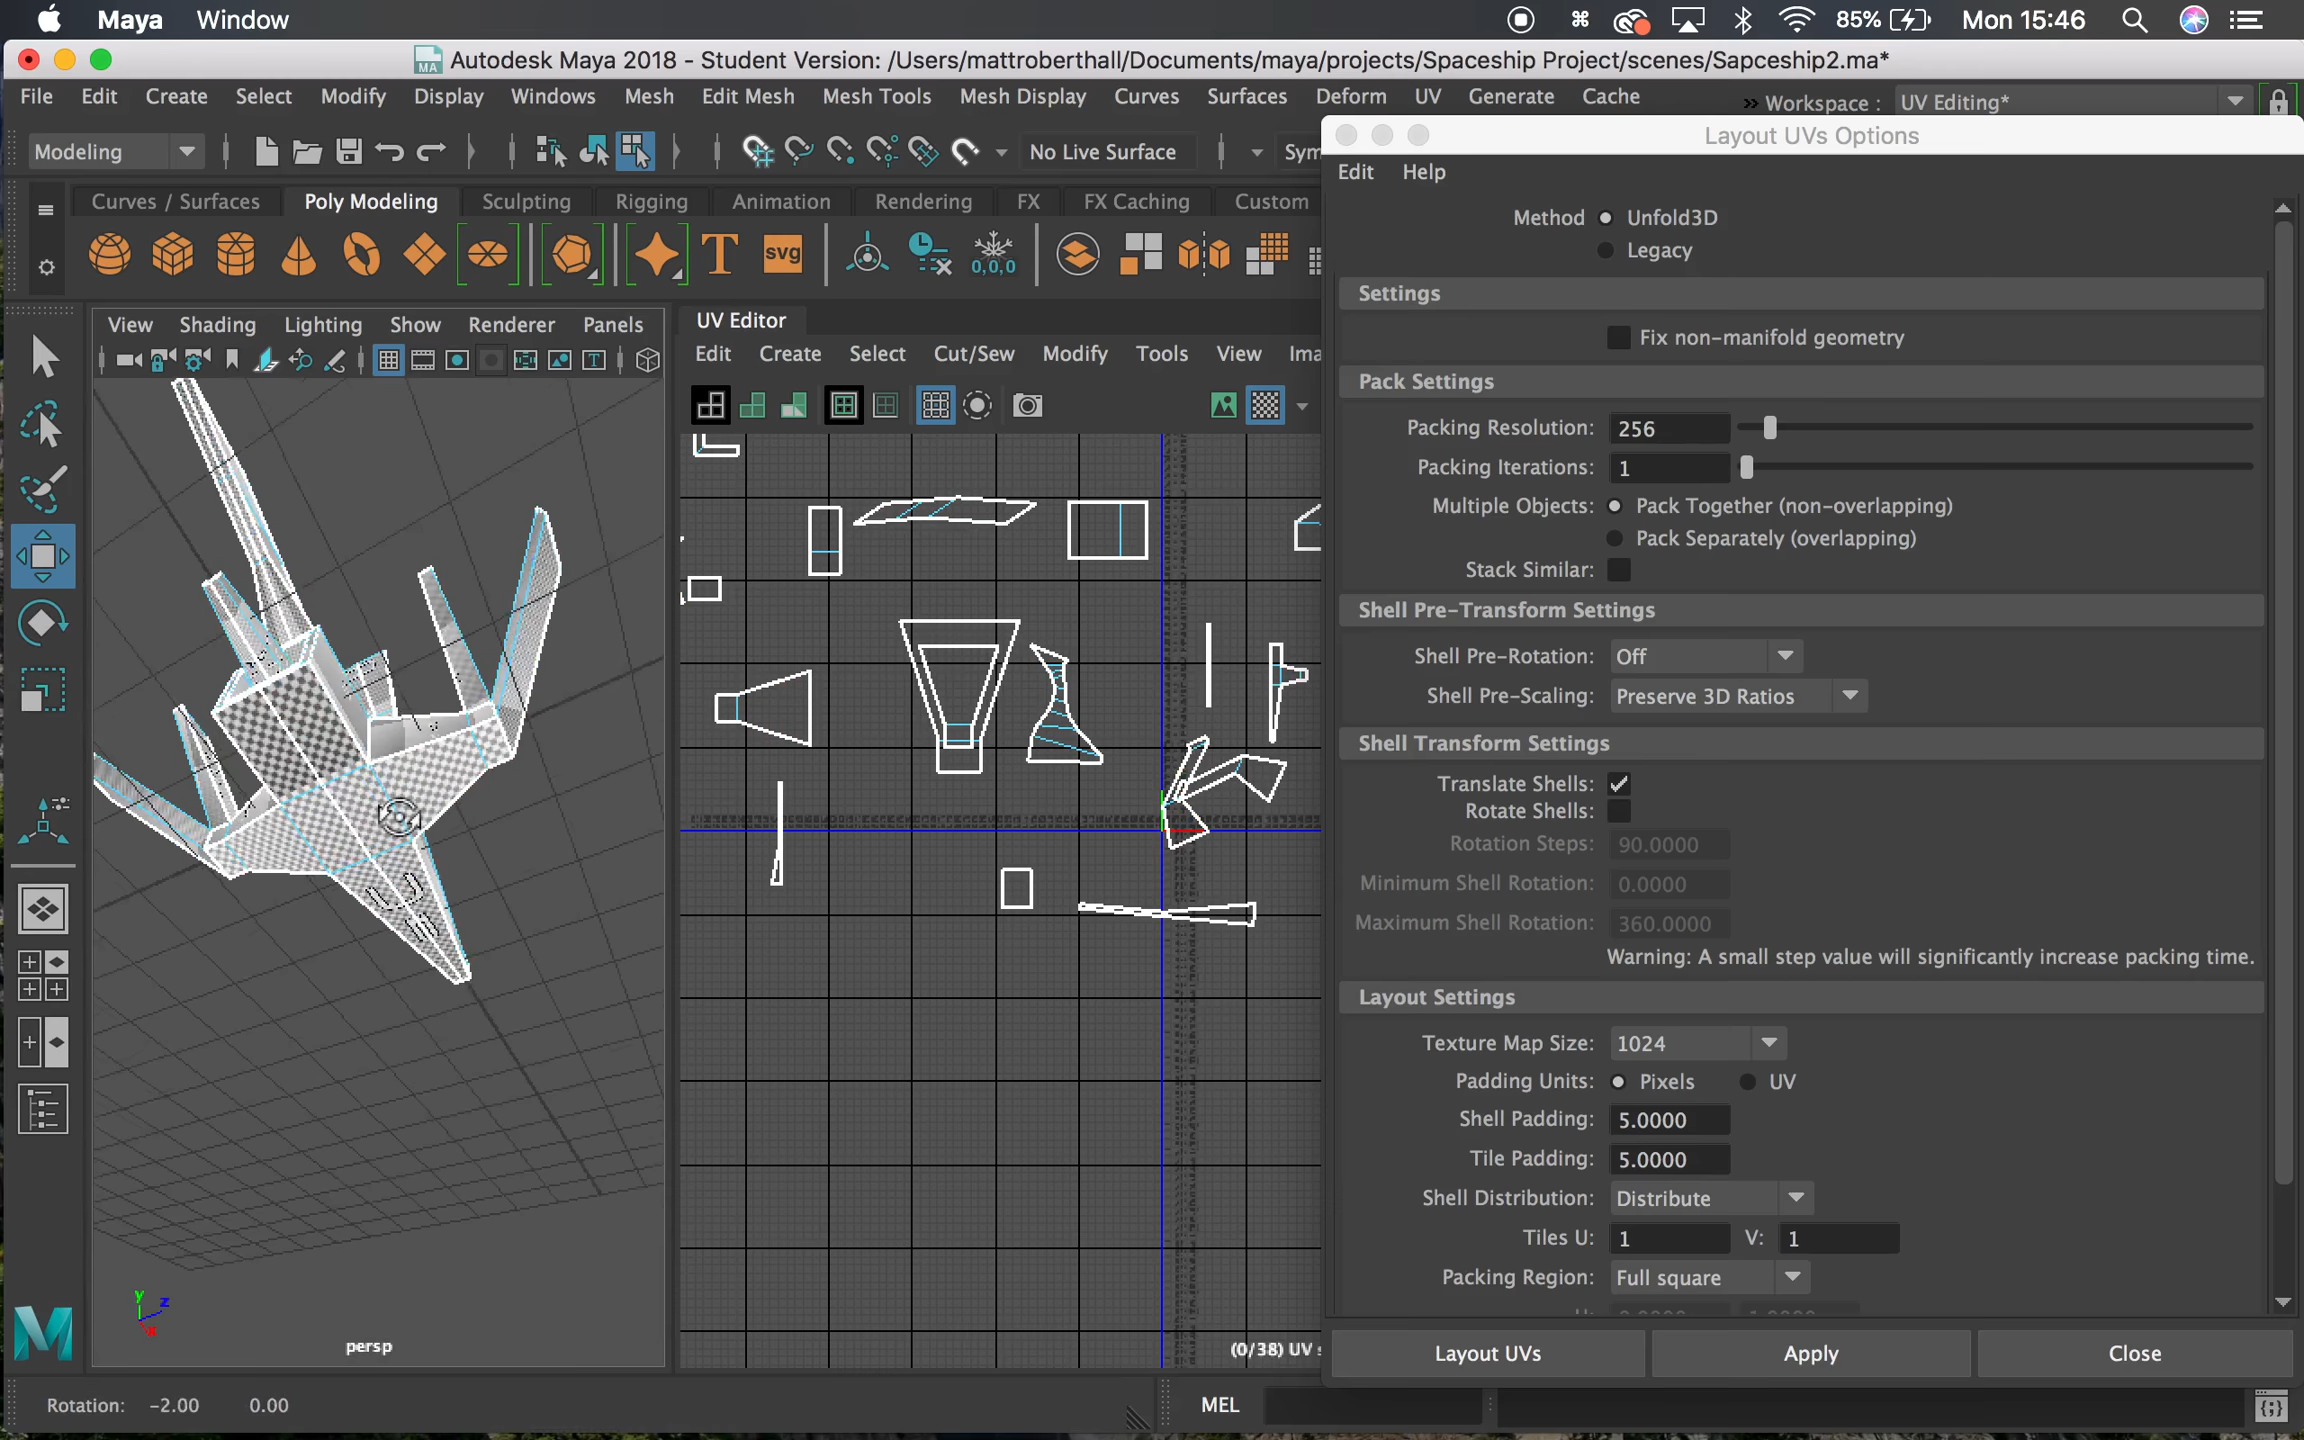 Maya Window 85% Mon 15:46
Autodesk Maya 2018 - Student Version: /Users/mattroberthall/Documents/maya/projects/Spaceship Project/scenes/Sapceship2.ma*
File Edit Create Select Modify Display Windows Mesh Edit Mesh Mesh Tools Mesh Display Curves Surfaces Deform UV Generate Cache » Workspace : UV Editing*
Layout UVs Options
Modeling No Live Surface Sym
Edit Help
Curves / Surfaces Poly Modeling Sculpting Rigging Animation Rendering FX FX Caching Custom
T svg 0,0,0
View Shading Lighting Show Renderer Panels
UV Editor
Edit Create Select Cut/Sew Modify Tools View Ima
persp
y z x
(0/38) UV s
Method Unfold3D
Legacy
Settings
Fix non-manifold geometry
Pack Settings
Packing Resolution: 256
Packing Iterations: 1
Multiple Objects: Pack Together (non-overlapping)
Pack Separately (overlapping)
Stack Similar:
Shell Pre-Transform Settings
Shell Pre-Rotation: Off
Shell Pre-Scaling: Preserve 3D Ratios
Shell Transform Settings
Translate Shells:
Rotate Shells:
Rotation Steps: 90.0000
Minimum Shell Rotation: 0.0000
Maximum Shell Rotation: 360.0000
Warning: A small step value will significantly increase packing time.
Layout Settings
Texture Map Size: 1024
Padding Units: Pixels UV
Shell Padding: 5.0000
Tile Padding: 5.0000
Shell Distribution: Distribute
Tiles U: 1 V: 1
Packing Region: Full square
Layout UVs Apply Close
Rotation: -2.00 0.00
MEL